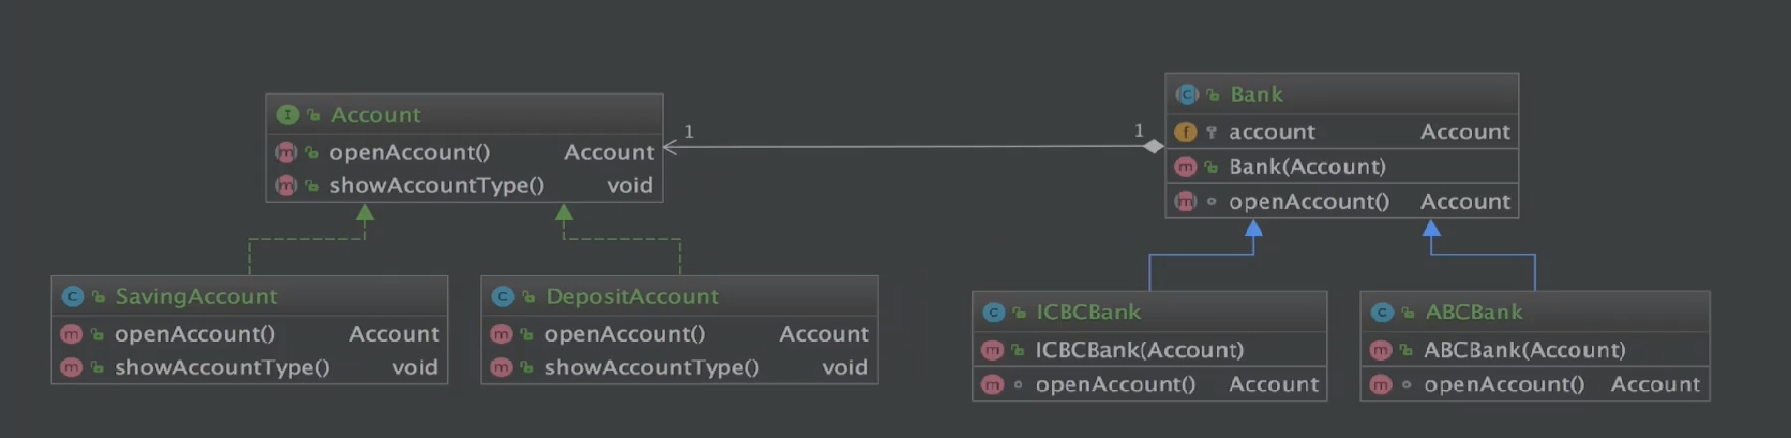 Account
openAccount() Account
showAccountType() void
1
1
Bank
account Account
Bank(Account)
openAccount() Account
SavingAccount
openAccount() Account
showAccountType() void
DepositAccount
openAccount() Account
showAccountType() void
ICBCBank
ICBCBank(Account)
openAccount() Account
ABCBank
ABCBank(Account)
openAccount() Account